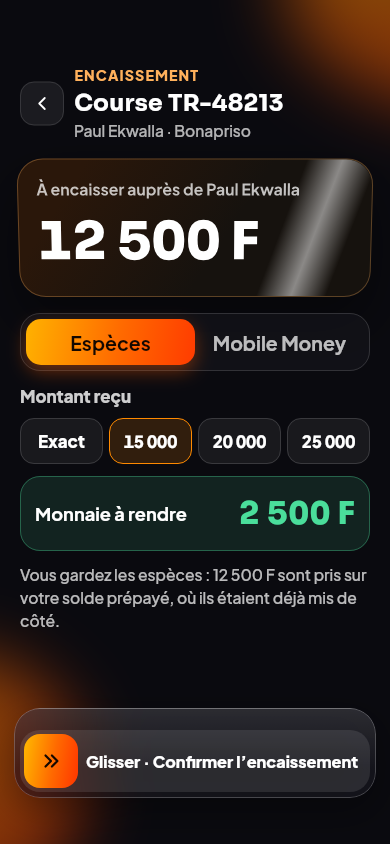 ENCAISSEMENT
Course TR-48213
Paul Ekwalla · Bonapriso
À encaisser auprès de Paul Ekwalla
12 500 F
Espèces
Mobile Money
Montant reçu
Exact
15 000
20 000
25 000
Monnaie à rendre
2 500 F
Vous gardez les espèces : 12 500 F sont pris sur
votre solde prépayé, où ils étaient déjà mis de
côté.
Glisser · Confirmer l’encaissement